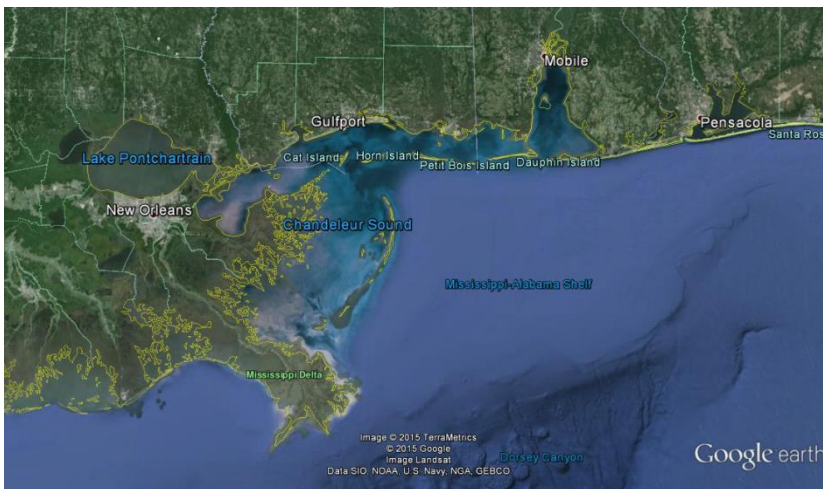 Mobile
Gulfport
Pensacola
Santa Ros
Lake Pontchartrain
Cat Island
Horn Island
Petit Bois Island
Dauphin Island
New Orleans
Chandeleur Sound
Mississippi-Alabama Shelf
Mississippi Delta
Image © 2015 TerraMetrics
© 2015 Google
Image Landsat
Data SIO, NOAA, U.S. Navy, NGA, GEBCO
Dorsey Canyon
Google earth